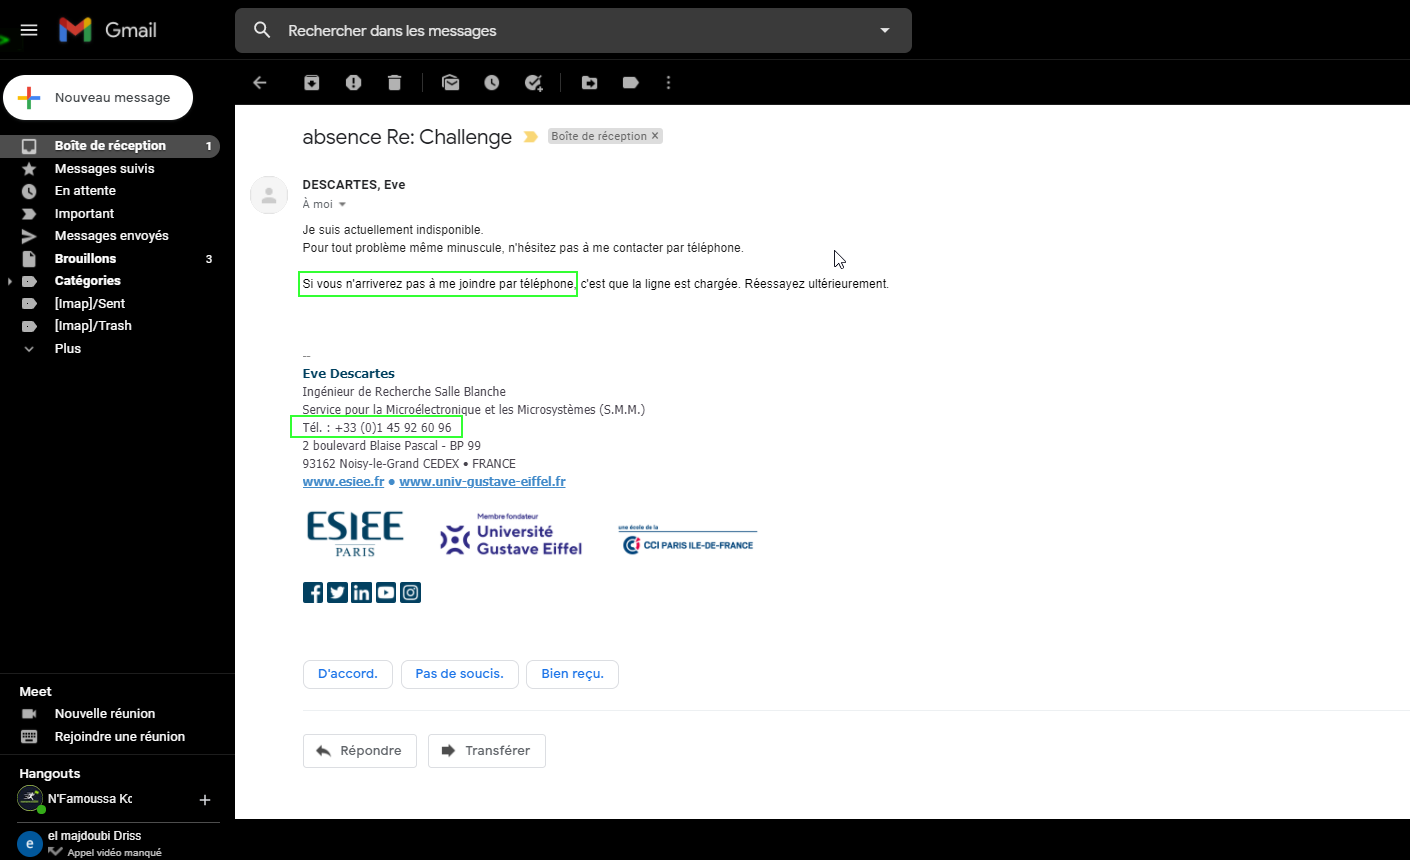 Gmail
Rechercher dans les messages
Nouveau message
Boîte de réception 1
Messages suivis
En attente
Important
Messages envoyés
Brouillons 3
Catégories
[Imap]/Sent
[Imap]/Trash
Plus
Meet
Nouvelle réunion
Rejoindre une réunion
Hangouts
N'Famoussa Kc
el majdoubi Driss
e
Appel vidéo manqué
absence Re: Challenge
Boîte de réception ×
DESCARTES, Eve
À moi
Je suis actuellement indisponible.
Pour tout problème même minuscule, n'hésitez pas à me contacter par téléphone.
Si vous n'arriverez pas à me joindre par téléphone, c'est que la ligne est chargée. Réessayez ultérieurement.
--
Eve Descartes
Ingénieur de Recherche Salle Blanche
Service pour la Microélectronique et les Microsystèmes (S.M.M.)
Tél. : +33 (0)1 45 92 60 96
2 boulevard Blaise Pascal - BP 99
93162 Noisy-le-Grand CEDEX • FRANCE
www.esiee.fr • www.univ-gustave-eiffel.fr
ESIEE
PARIS
Membre fondateur
Université
Gustave Eiffel
une école de la
CCI PARIS ILE-DE-FRANCE
D'accord.
Pas de soucis.
Bien reçu.
Répondre
Transférer